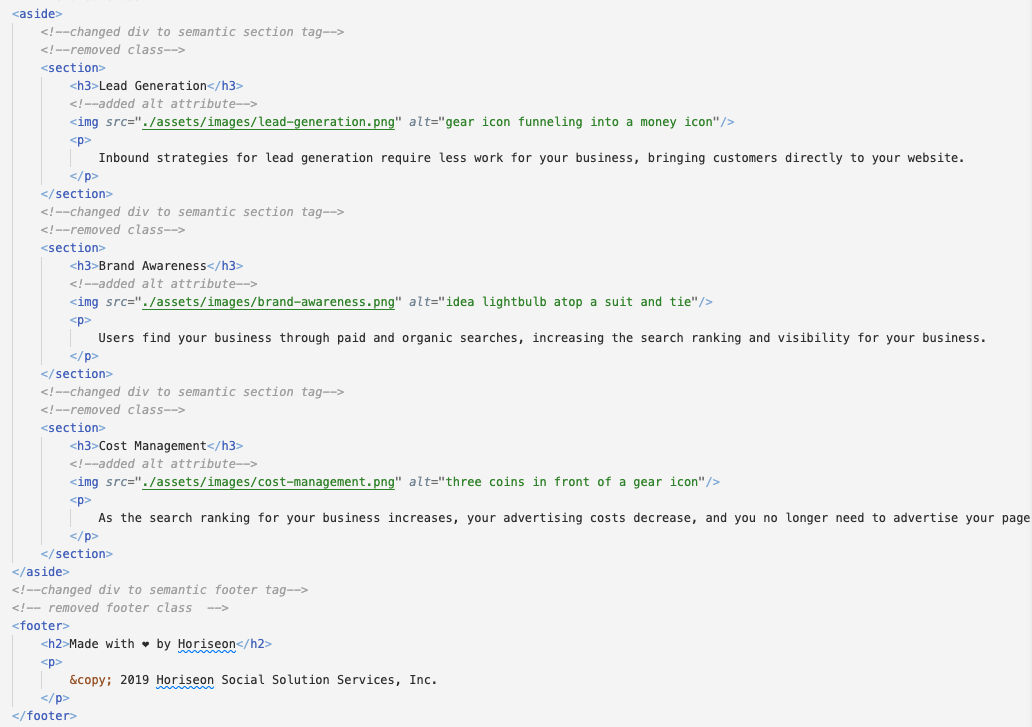 <aside>
<!--changed div to semantic section tag-->
<!--removed class-->
<section>
<h3>Lead Generation</h3>
<!--added alt attribute-->
<img src="./assets/images/lead-generation.png" alt="gear icon funneling into a money icon"/>
<p>
Inbound strategies for lead generation require less work for your business, bringing customers directly to your website.
</p>
</section>
<!--changed div to semantic section tag-->
<!--removed class-->
<section>
<h3>Brand Awareness</h3>
<!--added alt attribute-->
<img src="./assets/images/brand-awareness.png" alt="idea lightbulb atop a suit and tie"/>
<p>
Users find your business through paid and organic searches, increasing the search ranking and visibility for your business.
</p>
</section>
<!--changed div to semantic section tag-->
<!--removed class-->
<section>
<h3>Cost Management</h3>
<!--added alt attribute-->
<img src="./assets/images/cost-management.png" alt="three coins in front of a gear icon"/>
<p>
As the search ranking for your business increases, your advertising costs decrease, and you no longer need to advertise your page
</p>
</section>
</aside>
<!--changed div to semantic footer tag-->
<!-- removed footer class  -->
<footer>
<h2>Made with ❤ by Horiseon</h2>
<p>
&copy; 2019 Horiseon Social Solution Services, Inc.
</p>
</footer>